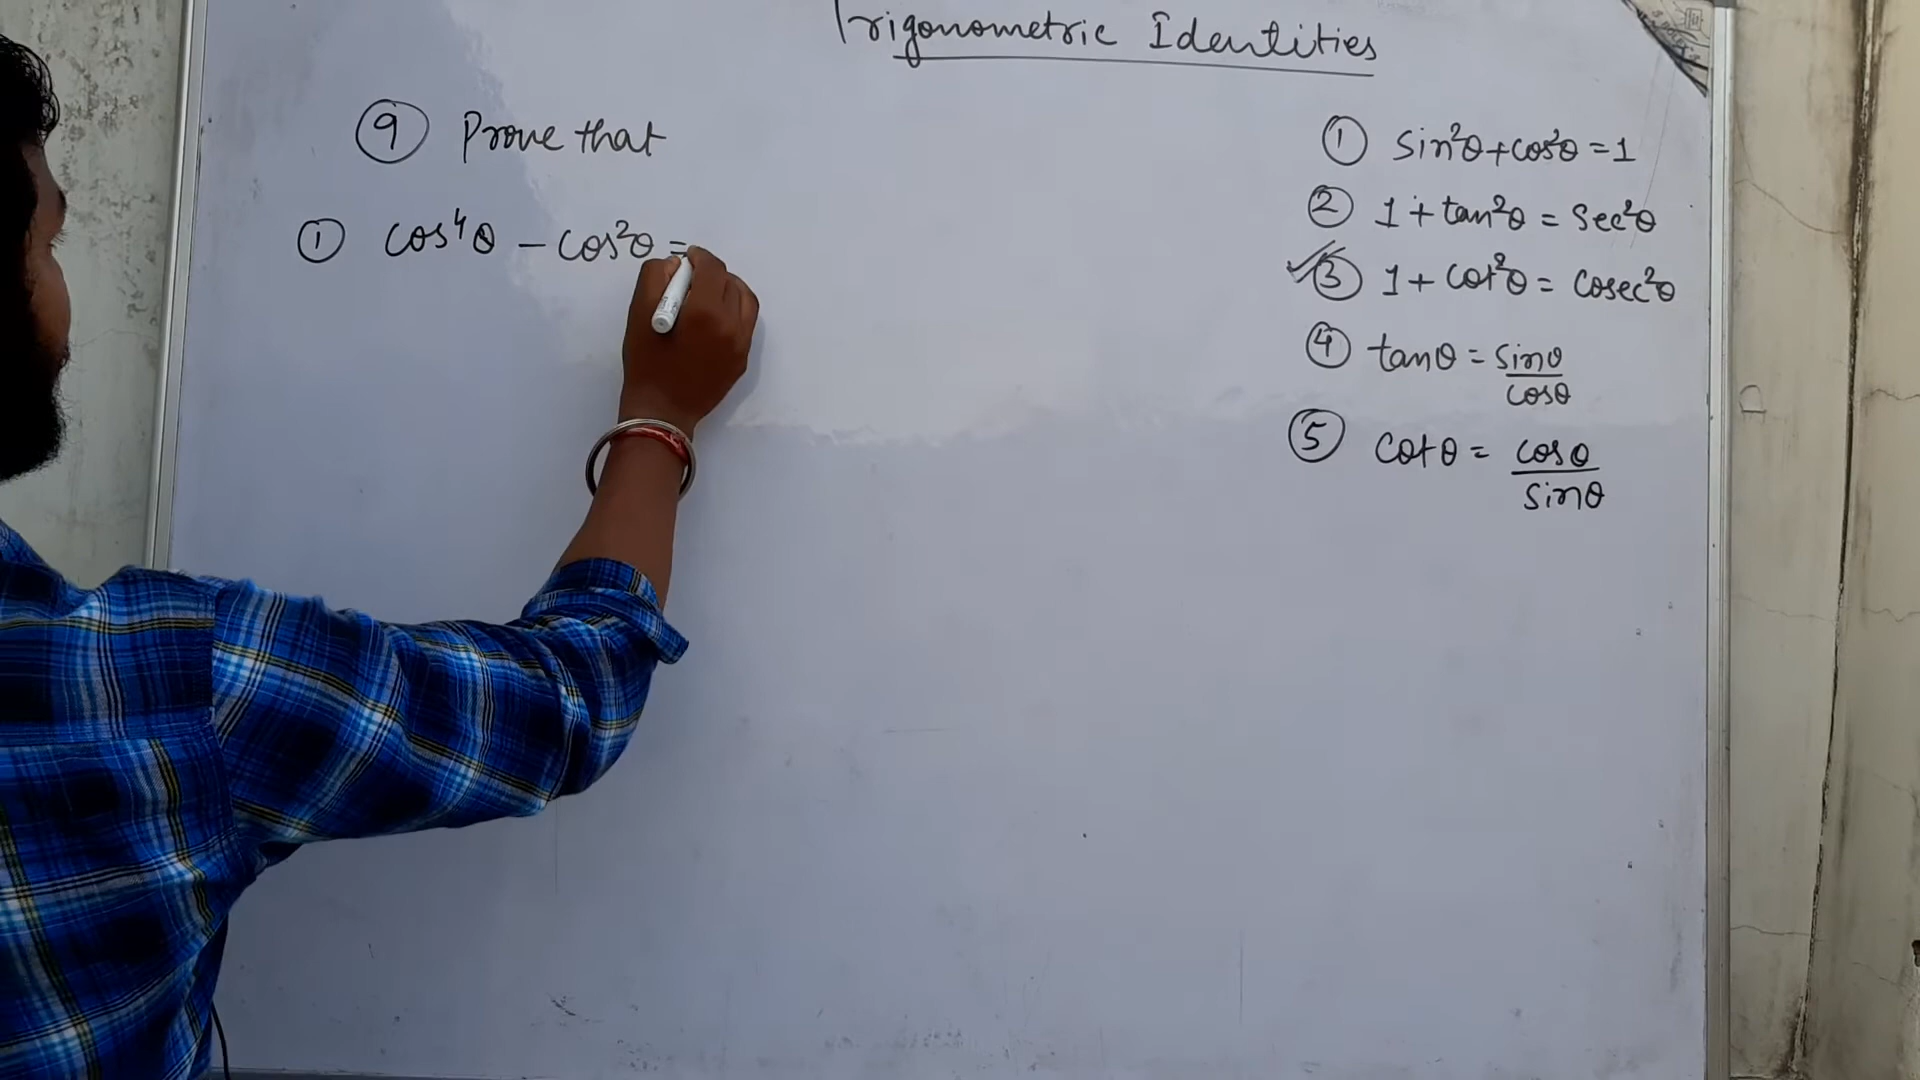 Trigonometric Identities
9 Prove that
① cos⁴θ – cos²θ =
① sin²θ + cos²θ = 1
② 1 + tan²θ = sec²θ
③ 1 + cot²θ = cosec²θ
④ tanθ = sinθ/cosθ
⑤ cotθ = cosθ/sinθ